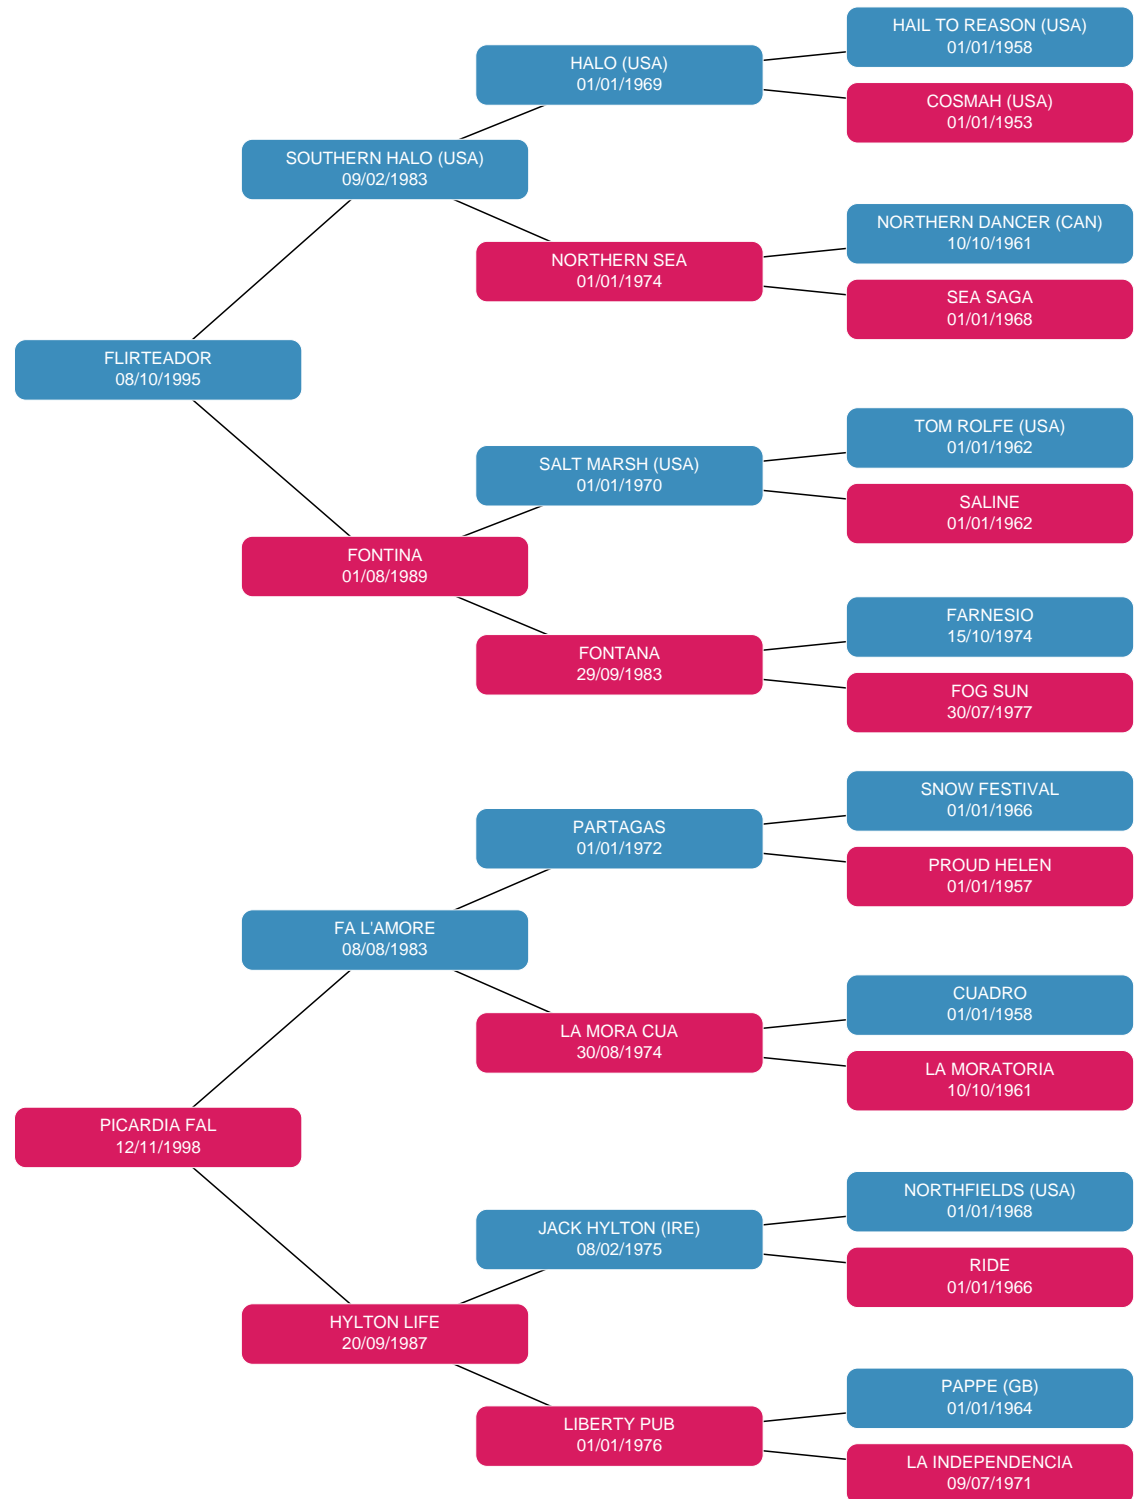 HAIL TO REASON (USA)
01/01/1958
HALO (USA)
01/01/1969
COSMAH (USA)
01/01/1953
SOUTHERN HALO (USA)
09/02/1983
NORTHERN DANCER (CAN)
10/10/1961
NORTHERN SEA
01/01/1974
SEA SAGA
01/01/1968
FLIRTEADOR
08/10/1995
TOM ROLFE (USA)
01/01/1962
SALT MARSH (USA)
01/01/1970
SALINE
01/01/1962
FONTINA
01/08/1989
FARNESIO
15/10/1974
FONTANA
29/09/1983
FOG SUN
30/07/1977
SNOW FESTIVAL
01/01/1966
PARTAGAS
01/01/1972
PROUD HELEN
01/01/1957
FA L'AMORE
08/08/1983
CUADRO
01/01/1958
LA MORA CUA
30/08/1974
LA MORATORIA
10/10/1961
PICARDIA FAL
12/11/1998
NORTHFIELDS (USA)
01/01/1968
JACK HYLTON (IRE)
08/02/1975
RIDE
01/01/1966
HYLTON LIFE
20/09/1987
PAPPE (GB)
01/01/1964
LIBERTY PUB
01/01/1976
LA INDEPENDENCIA
09/07/1971